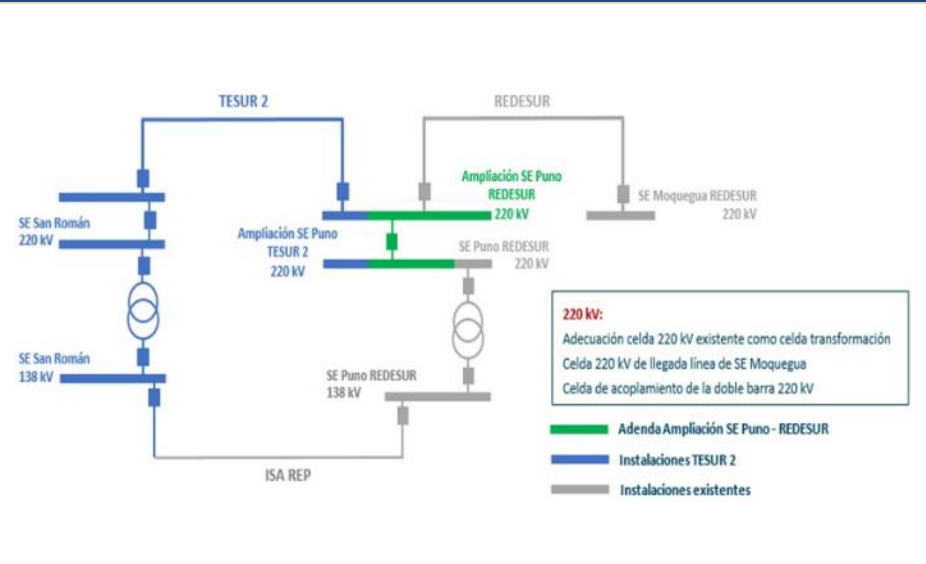 TESUR 2
REDESUR
Ampliación SE Puno
REDESUR
220 kV
SE Moquegua REDESUR
220 kV
SE San Román
220 kV
Ampliación SE Puno
TESUR 2
220 kV
SE Puno REDESUR
220 kV
220 kV:
Adecuación celda 220 kV existente como celda transformación
Celda 220 kV de llegada línea de SE Moquegua
Celda de acoplamiento de la doble barra 220 kV
SE San Román
138 kV
SE Puno REDESUR
138 kV
ISA REP
Adenda Ampliación SE Puno - REDESUR
Instalaciones TESUR 2
Instalaciones existentes